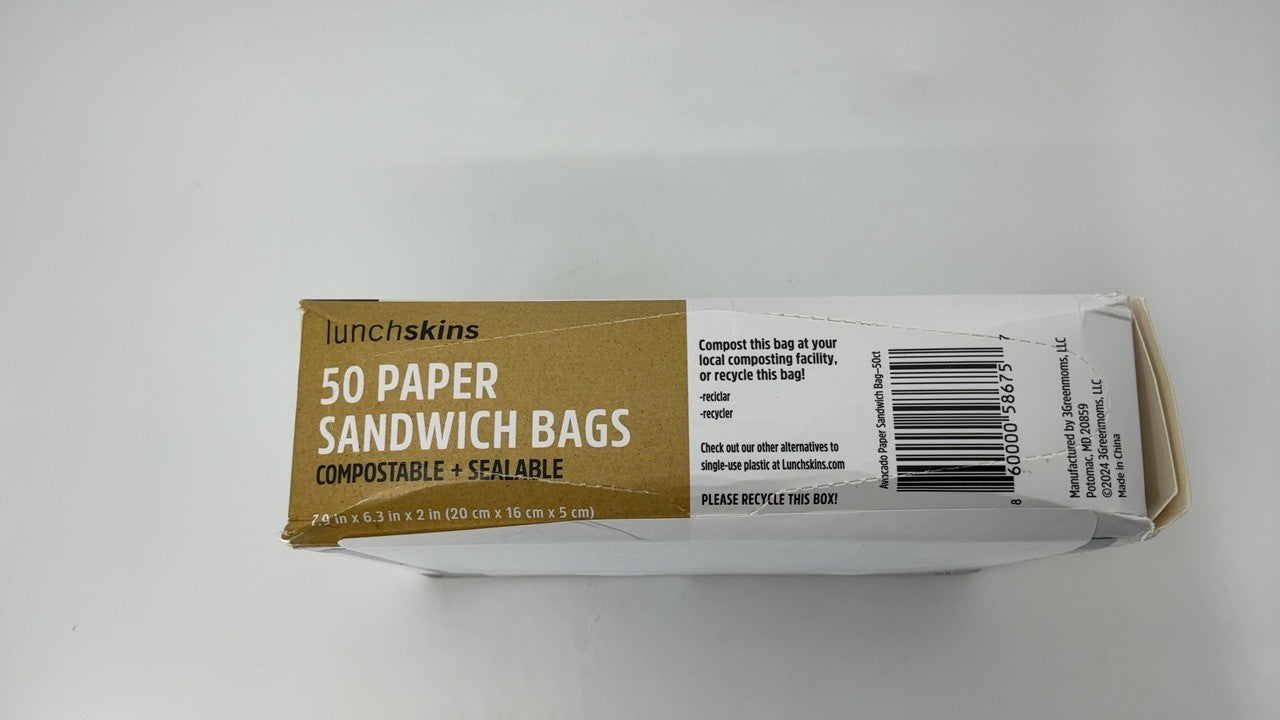 lunchskins
50 PAPER
SANDWICH BAGS
COMPOSTABLE + SEALABLE
7.9 in x 6.3 in x 2 in (20 cm x 16 cm x 5 cm)
Compost this bag at your
local composting facility,
or recycle this bag!
-reciclar
-recycler
Check out our other alternatives to
single-use plastic at Lunchskins.com
PLEASE RECYCLE THIS BOX!
Avocado Paper Sandwich Bag—50ct
8 60000 58675 7
Manufactured by 3Greenmoms, LLC
Potomac, MD 20859
©2024 3Greenmoms, LLC
Made in China